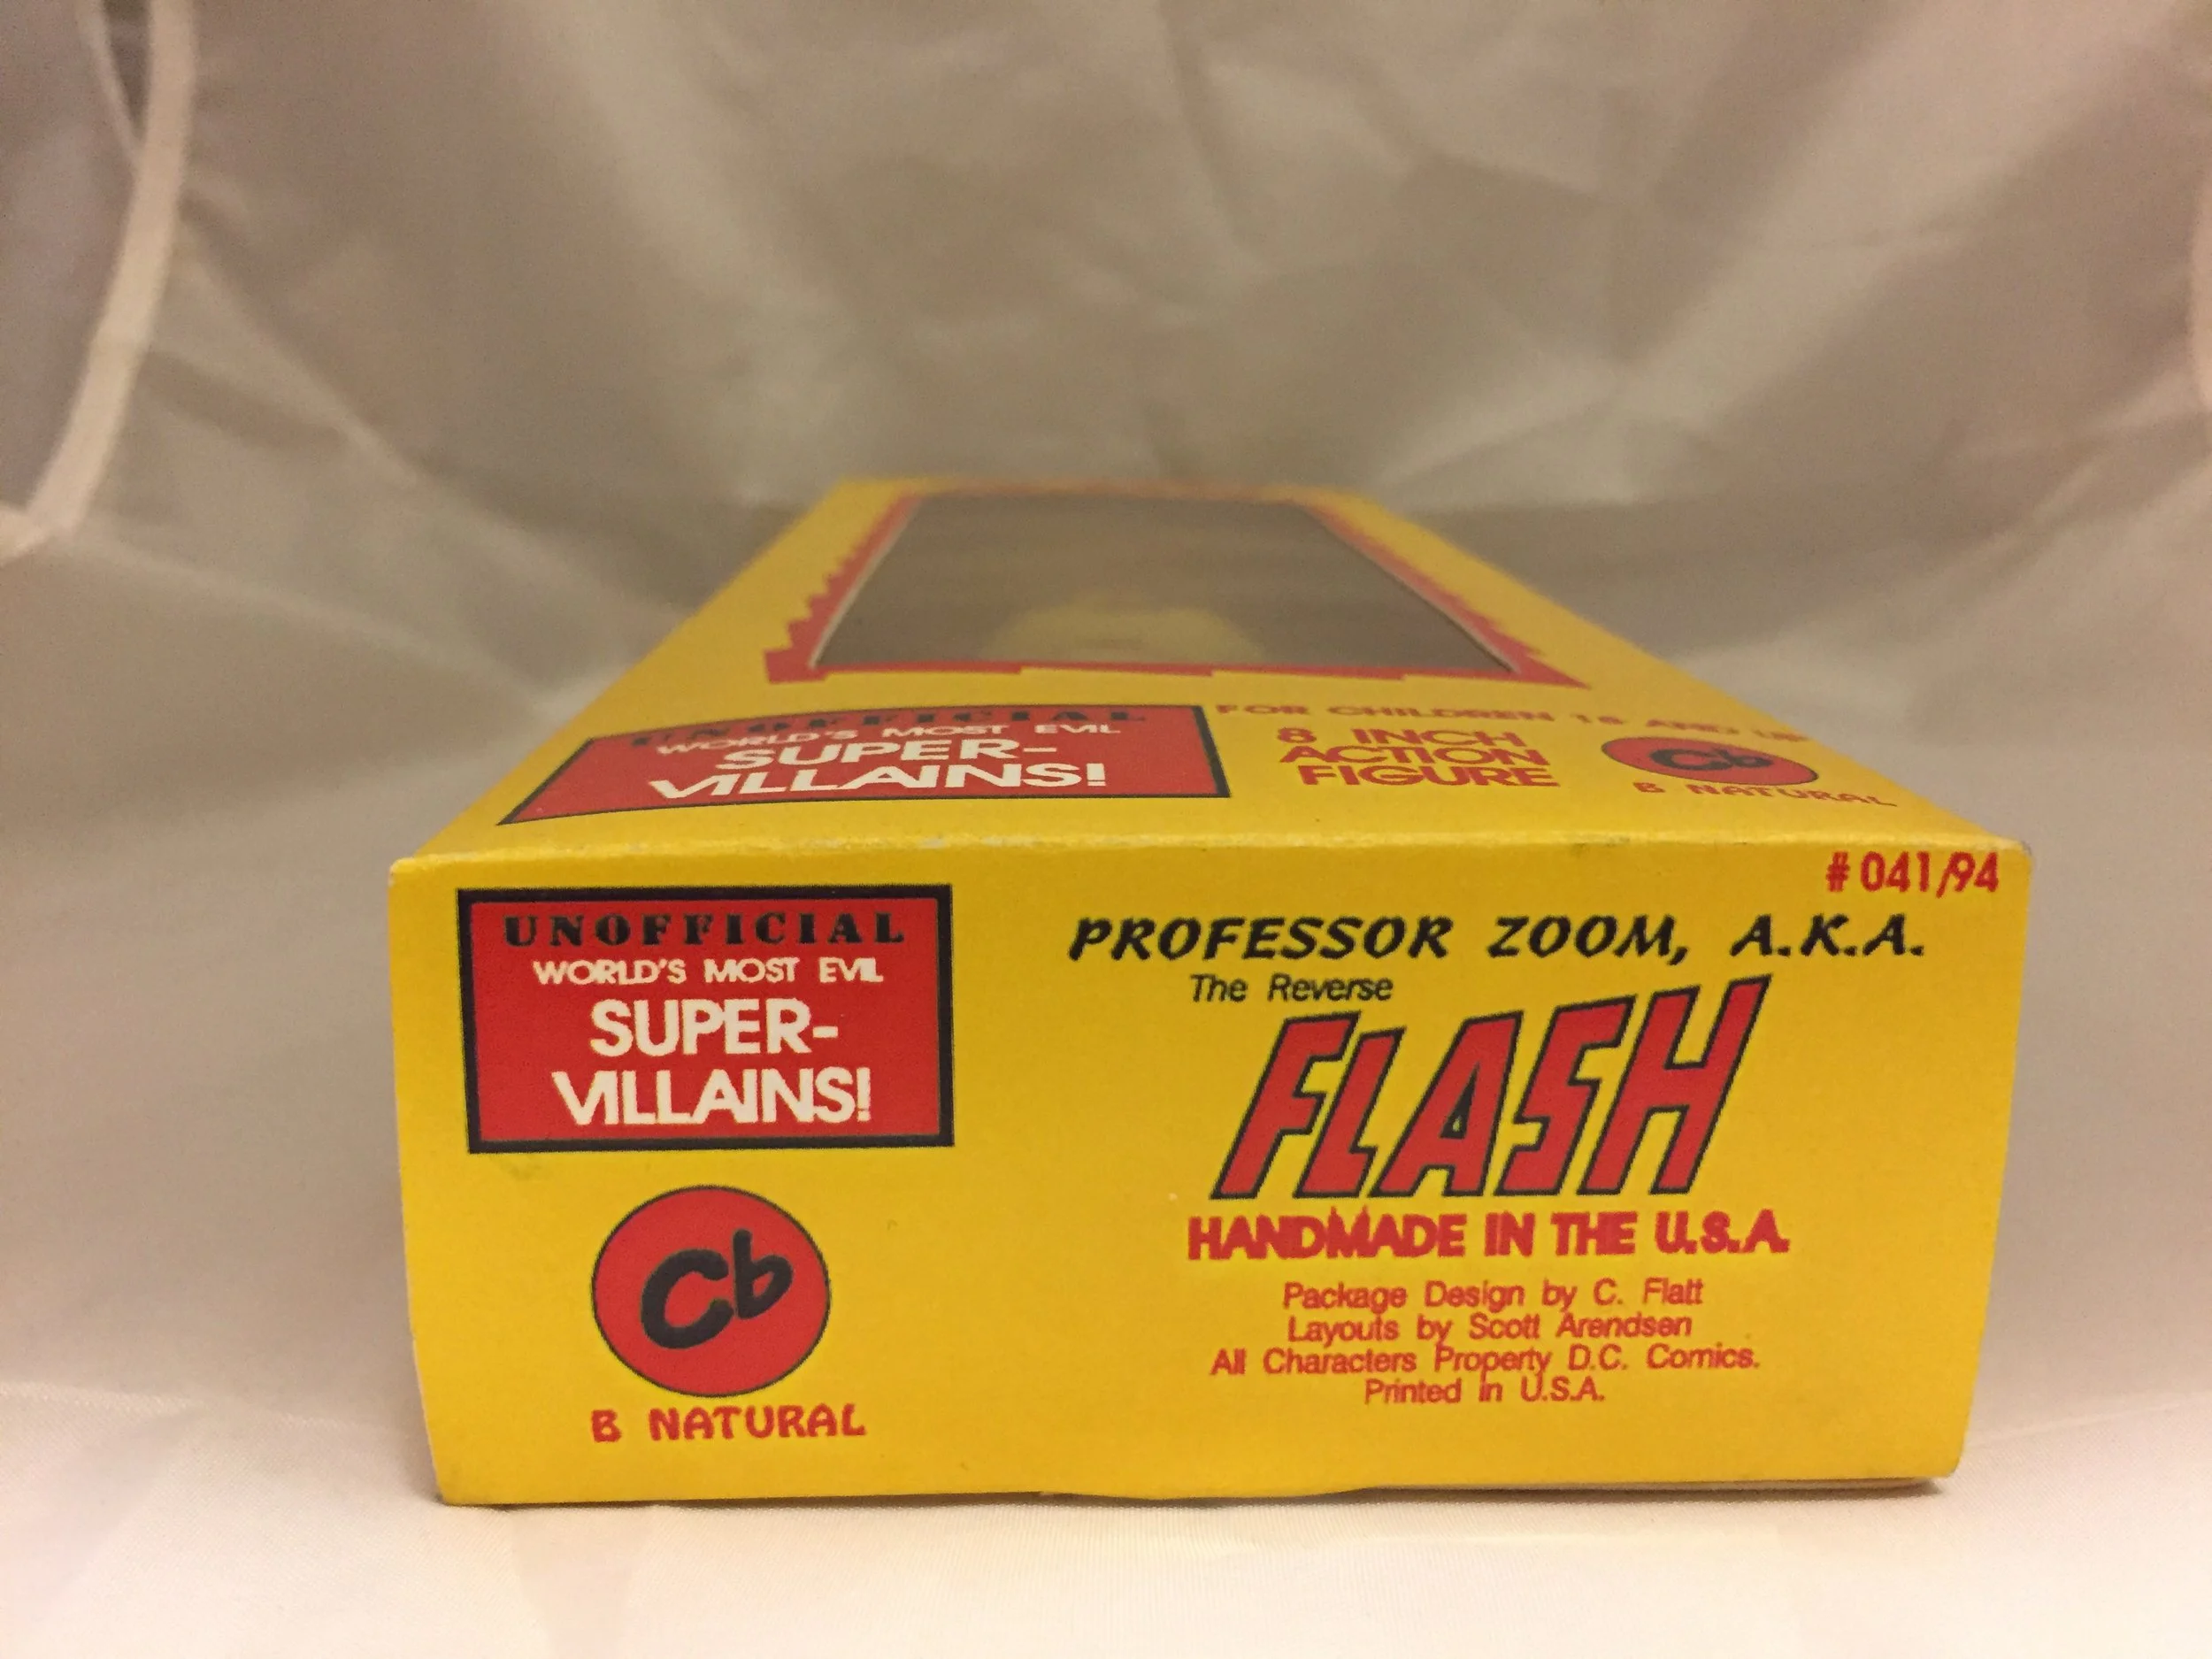 UNOFFICIAL
WORLD'S MOST EVIL
SUPER-
VILLAINS!
FOR CHILDREN 18 AND UP
8 INCH
ACTION
FIGURE
Cb
B NATURAL
# 041/94
UNOFFICIAL
WORLD'S MOST EVIL
SUPER-
VILLAINS!
Cb
B NATURAL
PROFESSOR ZOOM, A.K.A.
The Reverse
FLASH
HANDMADE IN THE U.S.A.
Package Design by C. Flatt
Layouts by Scott Arendsen
All Characters Property D.C. Comics.
Printed in U.S.A.